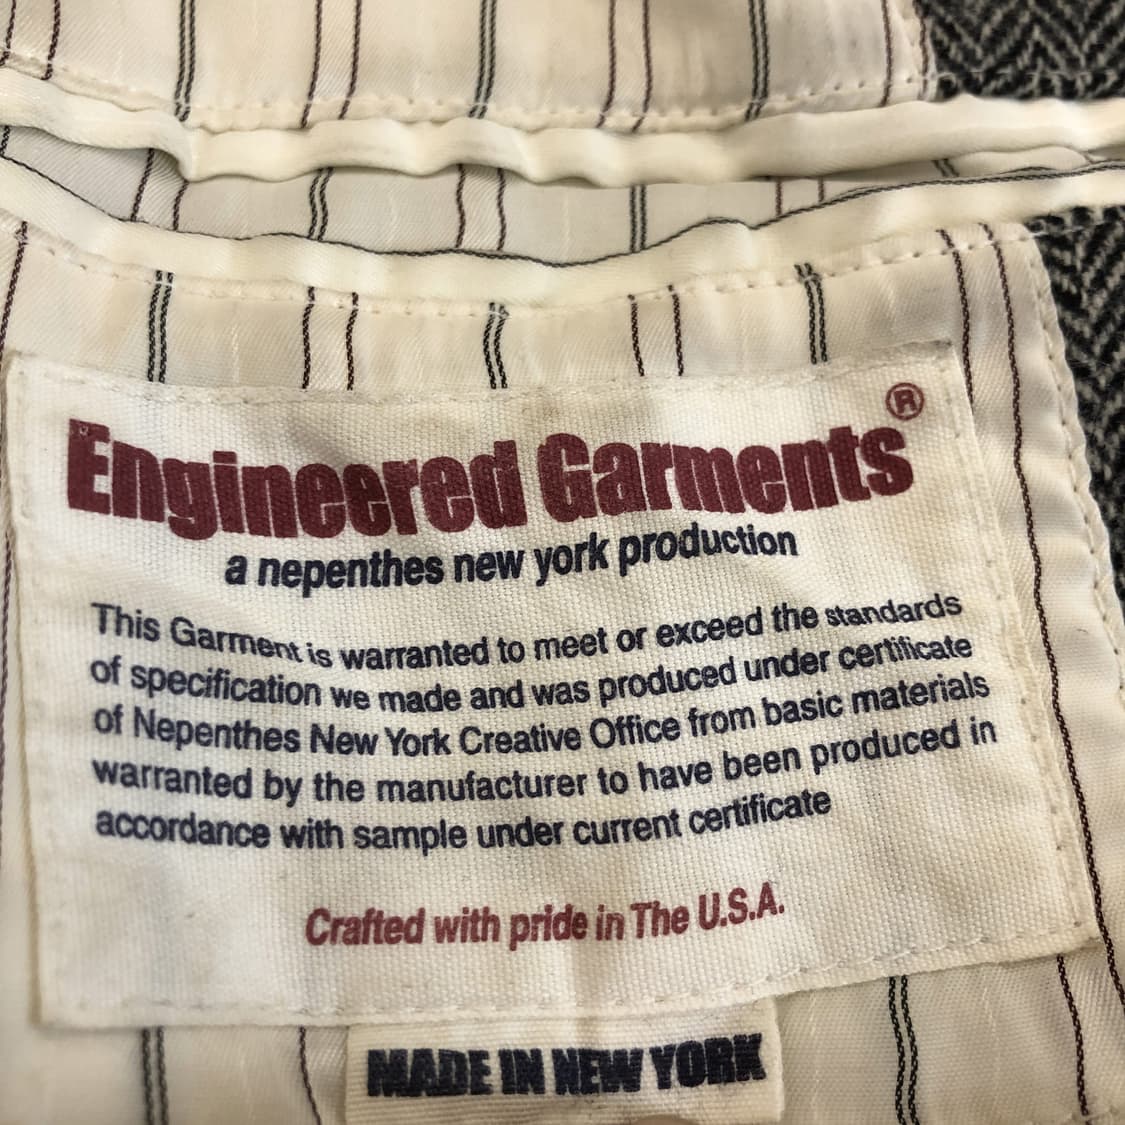 Engineered Garments®
a nepenthes new york production
This Garment is warranted to meet or exceed the standards
of specification we made and was produced under certificate
of Nepenthes New York Creative Office from basic materials
warranted by the manufacturer to have been produced in
accordance with sample under current certificate
Crafted with pride in The U.S.A.
MADE IN NEW YORK